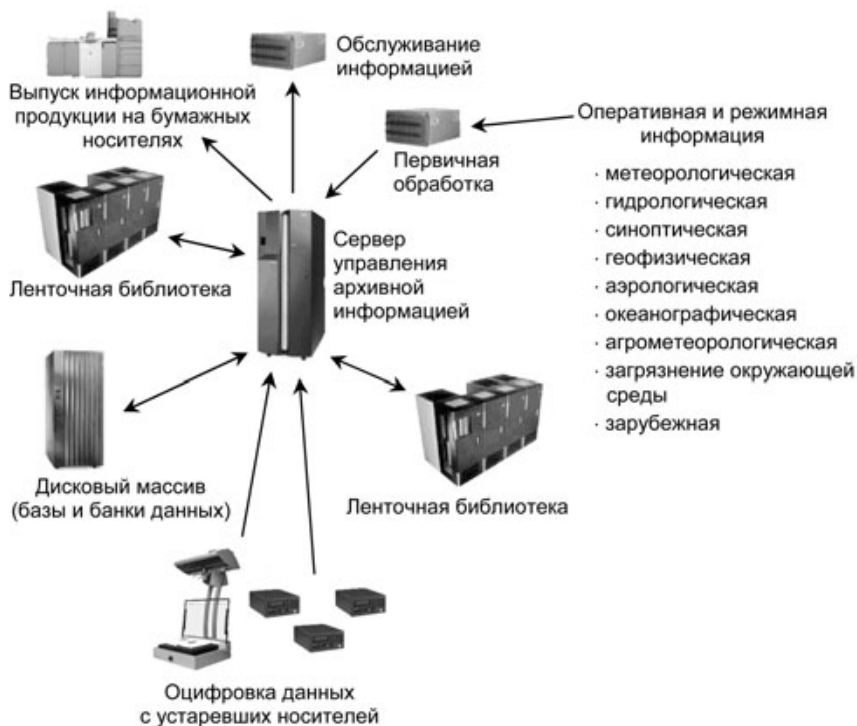 Обслуживание
информацией
Выпуск информационной
продукции на бумажных
носителях
Первичная
обработка
Оперативная и режимная
информация
· метеорологическая
· гидрологическая
· синоптическая
· геофизическая
· аэрологическая
· океанографическая
· агрометеорологическая
· загрязнение окружающей
среды
· зарубежная
Ленточная библиотека
Сервер
управления
архивной
информацией
Дисковый массив
(базы и банки данных)
Ленточная библиотека
Оцифровка данных
с устаревших носителей